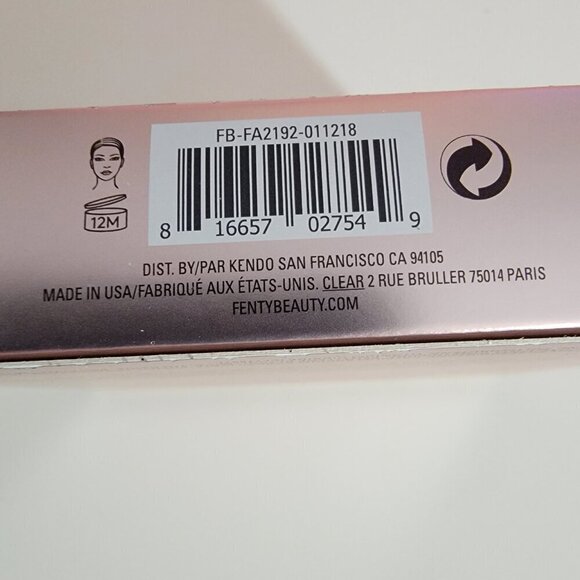 FB-FA2192-011218
8 16657 02754 9
12M
DIST. BY/PAR KENDO SAN FRANCISCO CA 94105
MADE IN USA/FABRIQUÉ AUX ÉTATS-UNIS. CLEAR 2 RUE BRULLER 75014 PARIS
FENTYBEAUTY.COM